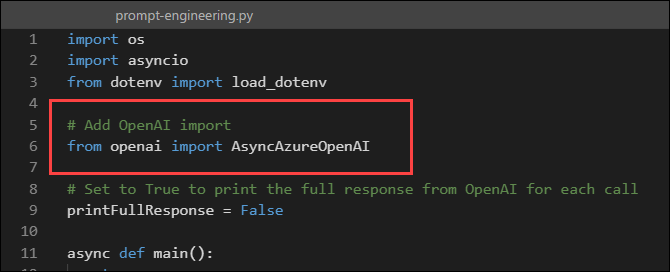 prompt-engineering.py
1 import os
2 import asyncio
3 from dotenv import load_dotenv
4
5 # Add OpenAI import
6 from openai import AsyncAzureOpenAI
7
8 # Set to True to print the full response from OpenAI for each call
9 printFullResponse = False
10
11 async def main():